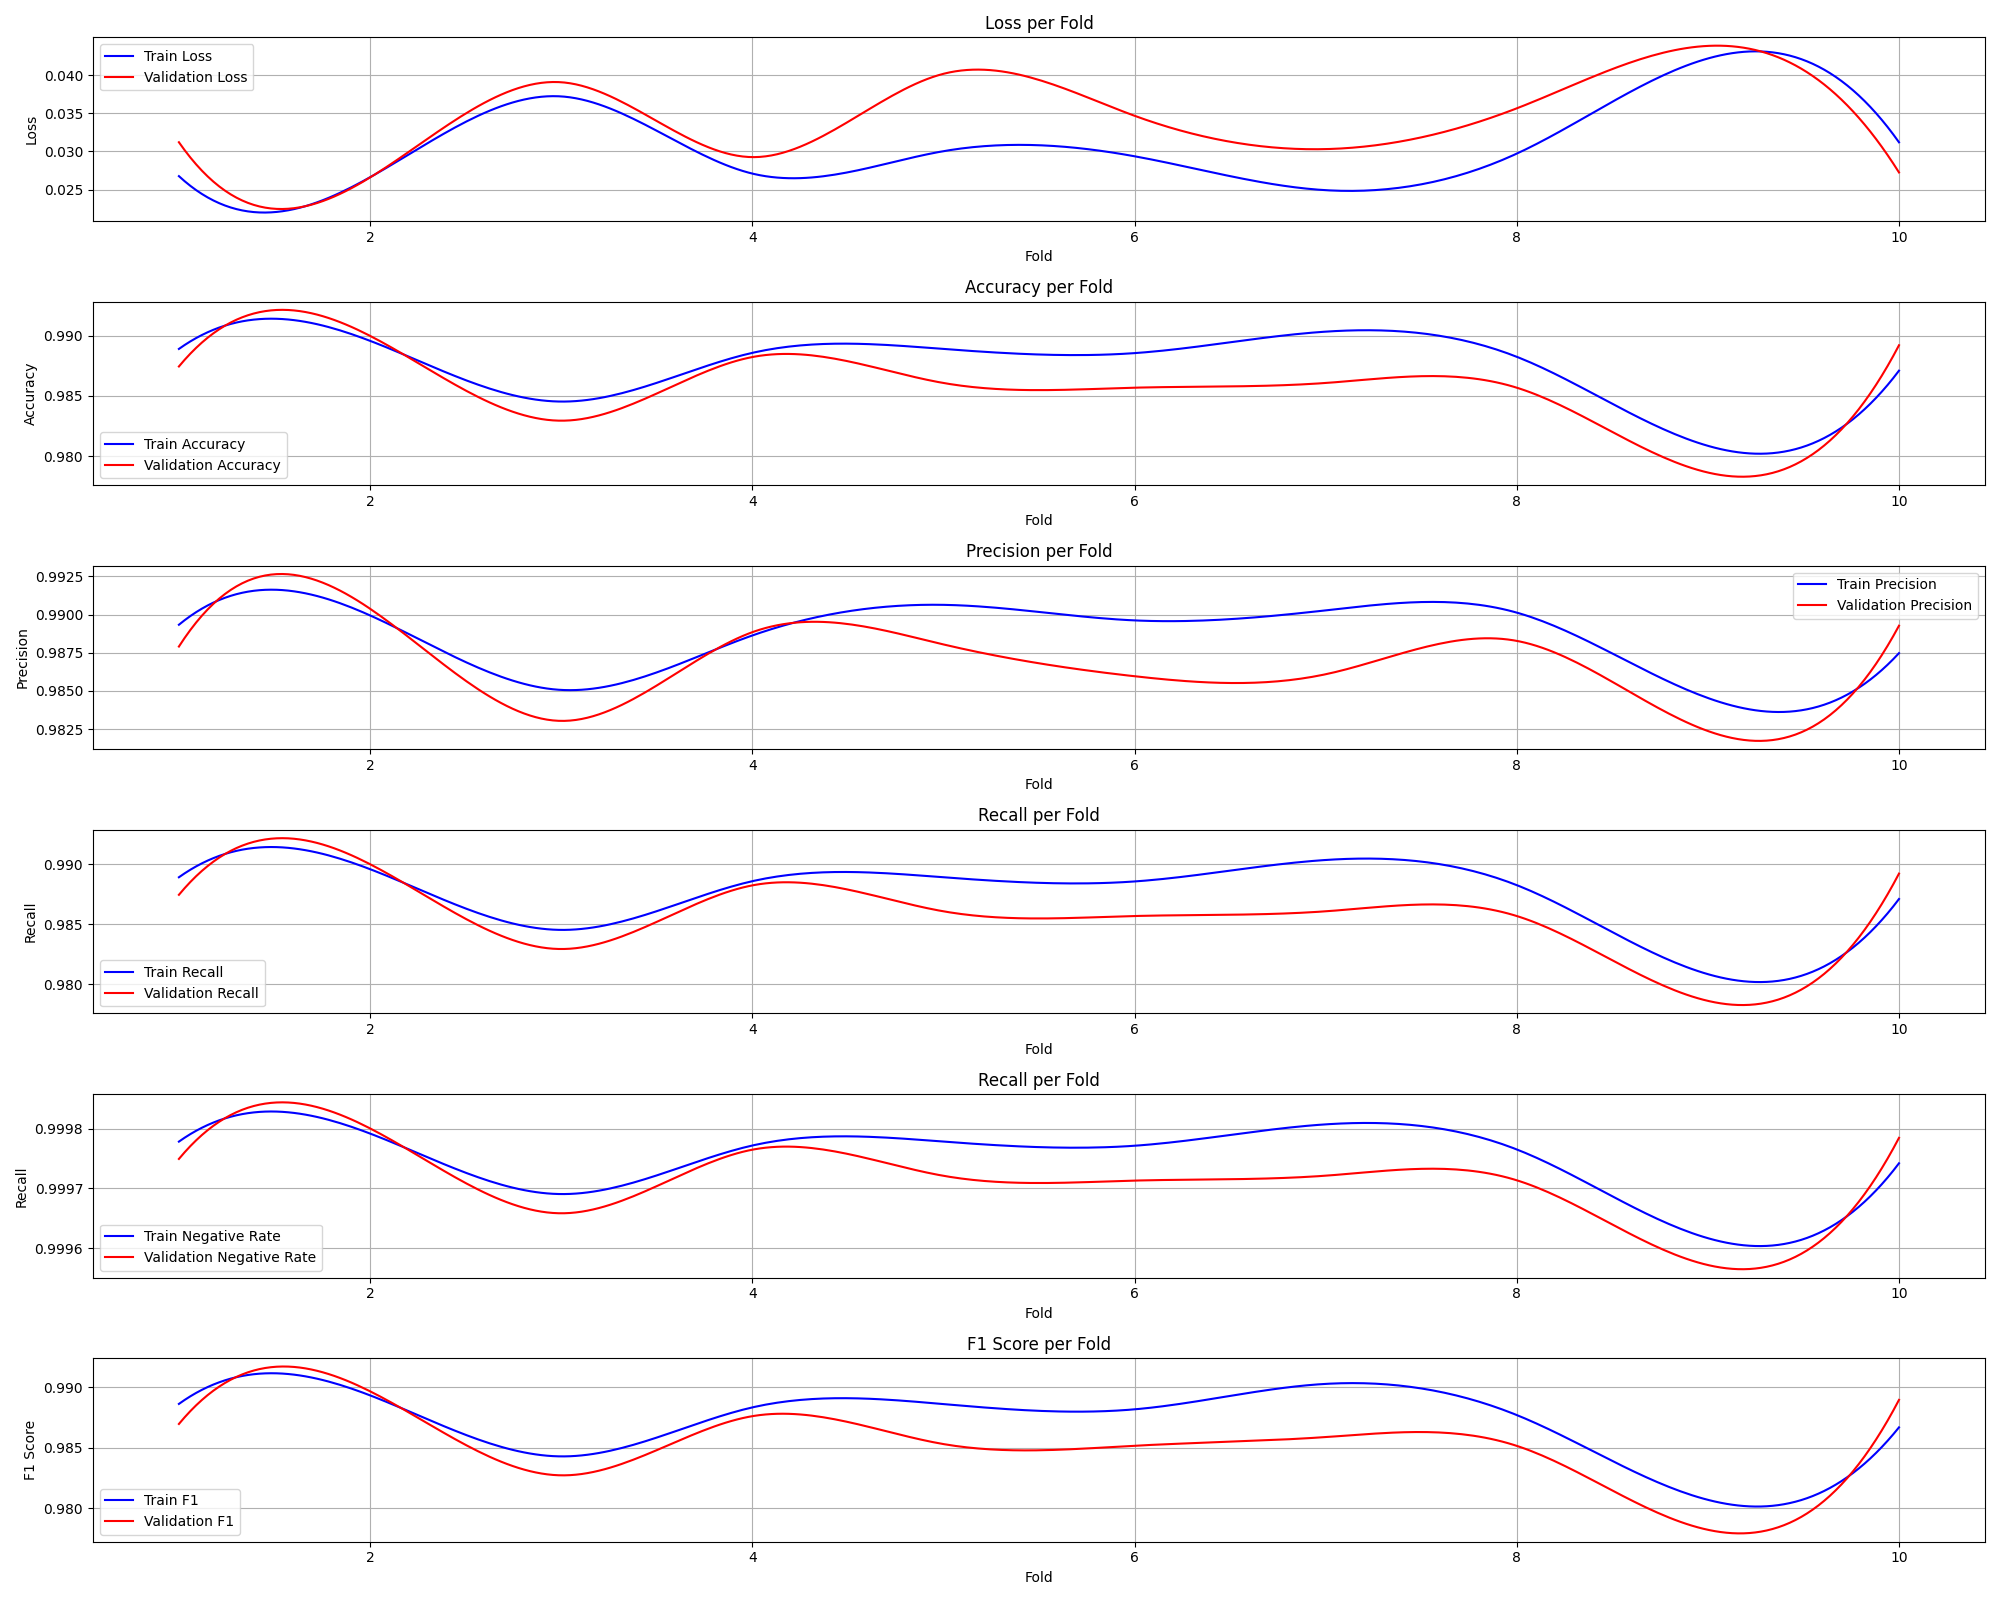 Loss per Fold
Train Loss
Validation Loss
0.040
0.035
0.030
0.025
Loss
2 4 6 8 10
Fold
Accuracy per Fold
0.990
0.985
0.980
Accuracy
Train Accuracy
Validation Accuracy
2 4 6 8 10
Fold
Precision per Fold
Train Precision
Validation Precision
0.9925
0.9900
0.9875
0.9850
0.9825
Precision
2 4 6 8 10
Fold
Recall per Fold
0.990
0.985
0.980
Recall
Train Recall
Validation Recall
2 4 6 8 10
Fold
Recall per Fold
0.9998
0.9997
0.9996
Recall
Train Negative Rate
Validation Negative Rate
2 4 6 8 10
Fold
F1 Score per Fold
0.990
0.985
0.980
F1 Score
Train F1
Validation F1
2 4 6 8 10
Fold